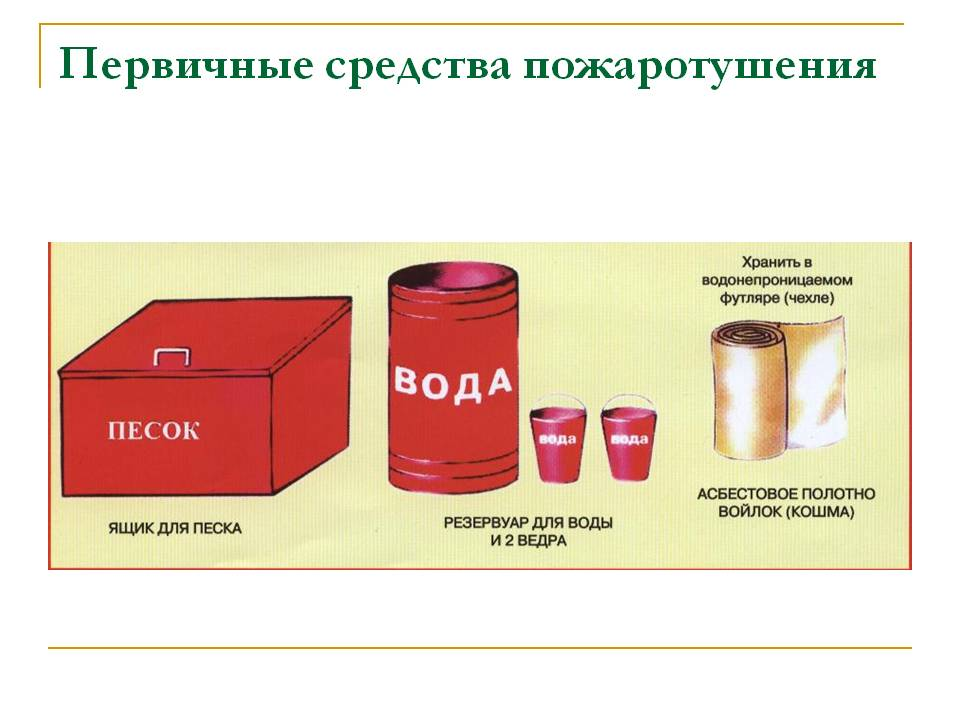 Первичные средства пожаротушения
Хранить в
водонепроницаемом
футляре (чехле)
ПЕСОК
ВОДА
вода
вода
ЯЩИК ДЛЯ ПЕСКА
РЕЗЕРВУАР ДЛЯ ВОДЫ
И 2 ВЕДРА
АСБЕСТОВОЕ ПОЛОТНО
ВОЙЛОК (КОШМА)